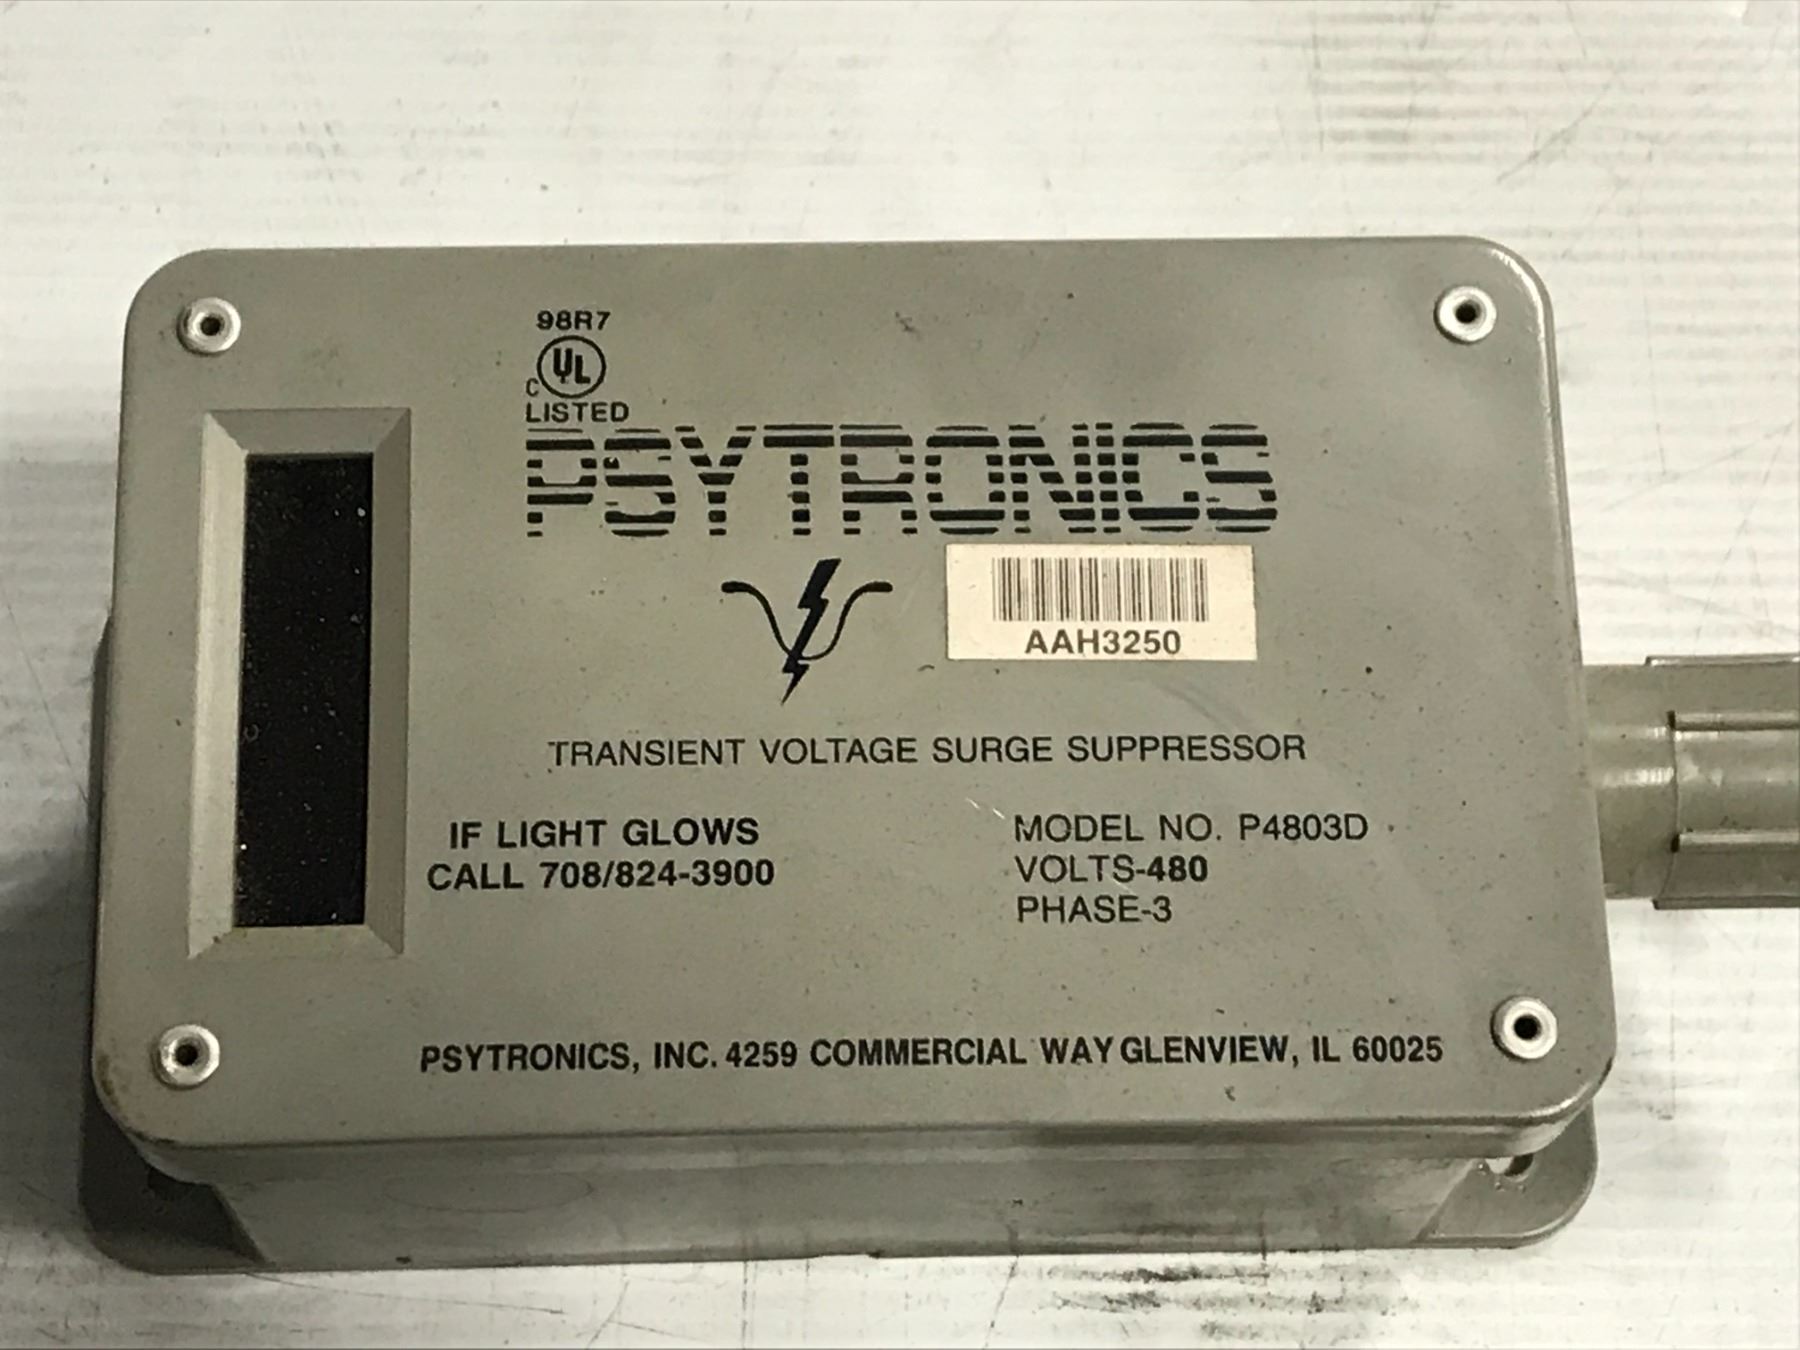 98R7
C UL
LISTED
PSYTRONICS
AAH3250
TRANSIENT VOLTAGE SURGE SUPPRESSOR
IF LIGHT GLOWS
CALL 708/824-3900
MODEL NO. P4803D
VOLTS-480
PHASE-3
PSYTRONICS, INC. 4259 COMMERCIAL WAY GLENVIEW, IL 60025